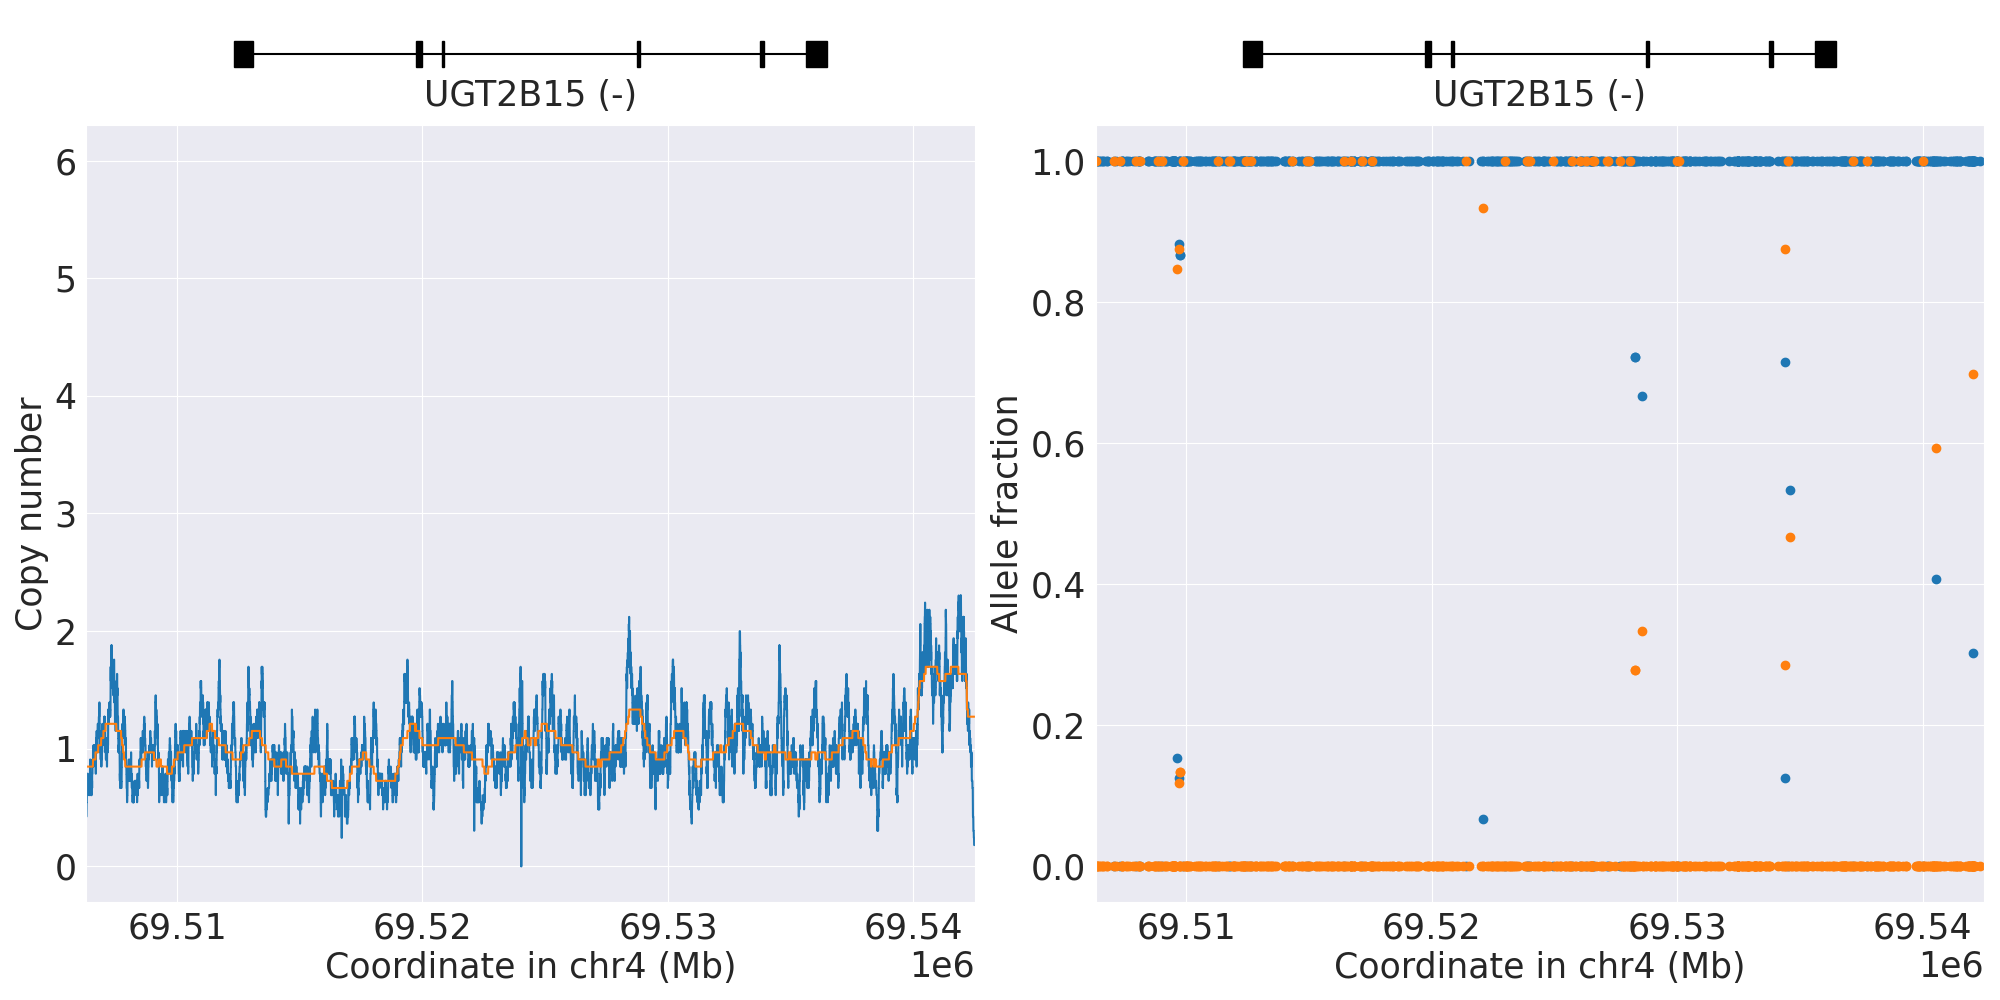 UGT2B15 (-)
6
5
4
3
2
1
0
Copy number
69.51 69.52 69.53 69.54
Coordinate in chr4 (Mb) 1e6
UGT2B15 (-)
1.0
0.8
0.6
0.4
0.2
0.0
Allele fraction
69.51 69.52 69.53 69.54
Coordinate in chr4 (Mb) 1e6